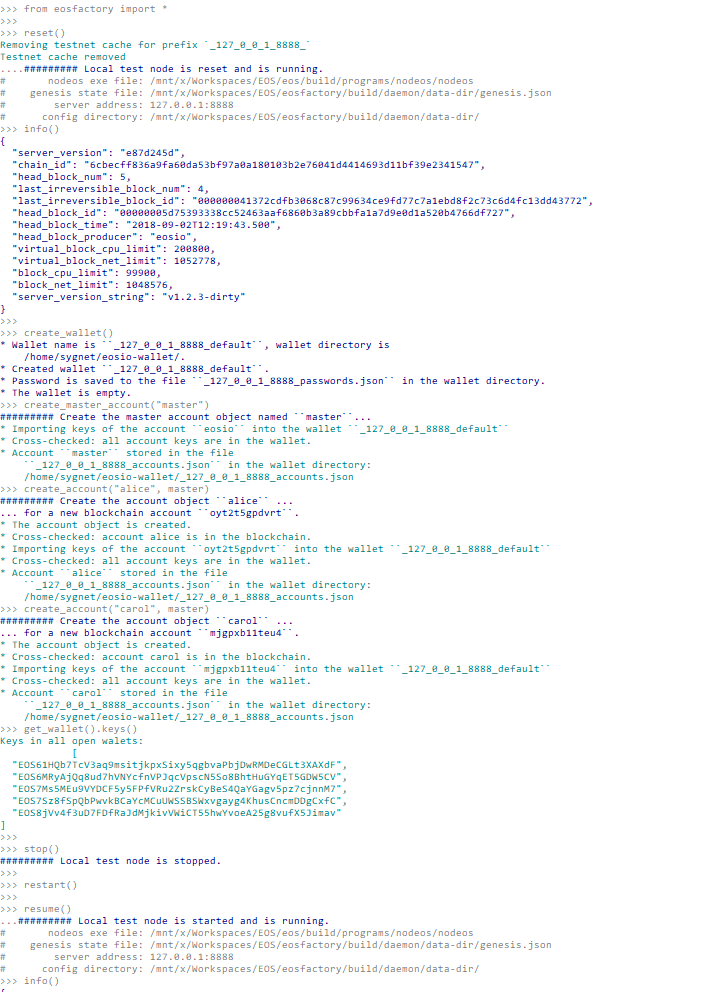 >>> from eosfactory import *
>>>
>>> reset()
Removing testnet cache for prefix `_127_0_0_1_8888_`
Testnet cache removed
....######### Local test node is reset and is running.
#       nodeos exe file: /mnt/x/Workspaces/EOS/eos/build/programs/nodeos/nodeos
#    genesis state file: /mnt/x/Workspaces/EOS/eosfactory/build/daemon/data-dir/genesis.json
#        server address: 127.0.0.1:8888
#      config directory: /mnt/x/Workspaces/EOS/eosfactory/build/daemon/data-dir/
>>> info()
{
  "server_version": "e87d245d",
  "chain_id": "6cbecff836a9fa60da53bf97a0a180103b2e76041d4414693d11bf39e2341547",
  "head_block_num": 5,
  "last_irreversible_block_num": 4,
  "last_irreversible_block_id": "000000041372cdfb3068c87c99634ce9fd77c7a1ebd8f2c73c6d4fc13dd43772",
  "head_block_id": "00000005d75393338cc52463aaf6860b3a89cbbfa1a7d9e0d1a520b4766df727",
  "head_block_time": "2018-09-02T12:19:43.500",
  "head_block_producer": "eosio",
  "virtual_block_cpu_limit": 200800,
  "virtual_block_net_limit": 1052778,
  "block_cpu_limit": 99900,
  "block_net_limit": 1048576,
  "server_version_string": "v1.2.3-dirty"
}
>>>
>>> create_wallet()
* Wallet name is ``_127_0_0_1_8888_default``, wallet directory is
    /home/sygnet/eosio-wallet/.
* Created wallet ``_127_0_0_1_8888_default``.
* Password is saved to the file ``_127_0_0_1_8888_passwords.json`` in the wallet directory.
* The wallet is empty.
>>> create_master_account("master")
######### Create the master account object named ``master``...
* Importing keys of the account ``eosio`` into the wallet ``_127_0_0_1_8888_default``
* Cross-checked: all account keys are in the wallet.
* Account ``master`` stored in the file
    ``_127_0_0_1_8888_accounts.json`` in the wallet directory:
    /home/sygnet/eosio-wallet/_127_0_0_1_8888_accounts.json
>>> create_account("alice", master)
######### Create the account object ``alice`` ...
... for a new blockchain account ``oyt2t5gpdvrt``.
* The account object is created.
* Cross-checked: account alice is in the blockchain.
* Importing keys of the account ``oyt2t5gpdvrt`` into the wallet ``_127_0_0_1_8888_default``
* Cross-checked: all account keys are in the wallet.
* Account ``alice`` stored in the file
    ``_127_0_0_1_8888_accounts.json`` in the wallet directory:
    /home/sygnet/eosio-wallet/_127_0_0_1_8888_accounts.json
>>> create_account("carol", master)
######### Create the account object ``carol`` ...
... for a new blockchain account ``mjgpxb11teu4``.
* The account object is created.
* Cross-checked: account carol is in the blockchain.
* Importing keys of the account ``mjgpxb11teu4`` into the wallet ``_127_0_0_1_8888_default``
* Cross-checked: all account keys are in the wallet.
* Account ``carol`` stored in the file
    ``_127_0_0_1_8888_accounts.json`` in the wallet directory:
    /home/sygnet/eosio-wallet/_127_0_0_1_8888_accounts.json
>>> get_wallet().keys()
Keys in all open walets:
            [
  "EOS61HQb7TcV3aq9msitjkpxSixy5qgbvaPbjDwRMDeCGLt3XAXdF",
  "EOS6MRyAjQq8ud7hVNYcfnVPJqcVpscN5So8BhtHuGYqET5GDW5CV",
  "EOS7Ms5MEu9VYDCF5y5FPfVRu2ZrskCyBeS4QaYGagv5pz7cjnnM7",
  "EOS7Sz8fSpQbPwvkBCaYcMCuUWSSBSWxvgayg4KhusCncmDDgCxfC",
  "EOS8jVv4f3uD7FDfRaJdMjkivVWiCT55hwYvoeA25g8vufX5Jimav"
]
>>>
>>> stop()
######### Local test node is stopped.
>>>
>>> restart()
>>>
>>> resume()
...######### Local test node is started and is running.
#       nodeos exe file: /mnt/x/Workspaces/EOS/eos/build/programs/nodeos/nodeos
#    genesis state file: /mnt/x/Workspaces/EOS/eosfactory/build/daemon/data-dir/genesis.json
#        server address: 127.0.0.1:8888
#      config directory: /mnt/x/Workspaces/EOS/eosfactory/build/daemon/data-dir/
>>> info()